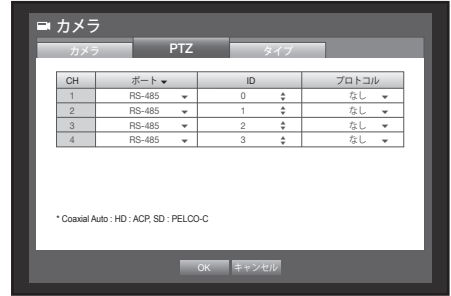 カメラ
カメラ PTZ タイプ
CH ポート ID プロトコル
1 RS-485 0 なし
2 RS-485 1 なし
3 RS-485 2 なし
4 RS-485 3 なし
* Coaxial Auto : HD : ACP, SD : PELCO-C
OK キャンセル